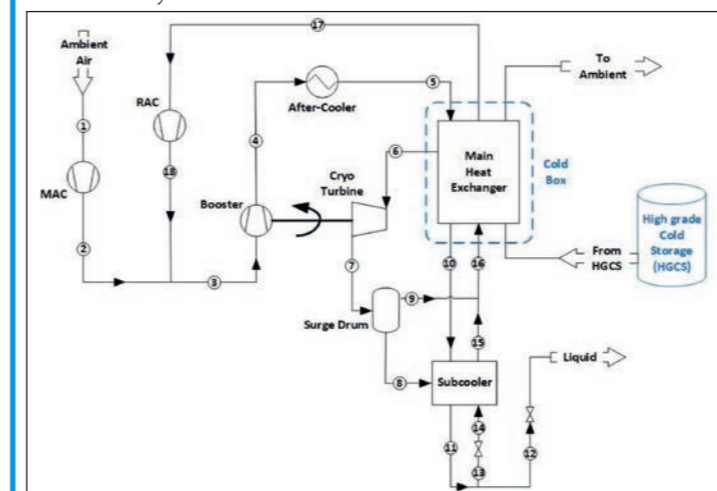 17
Ambient
Air
To
Ambient
5
After-Cooler
RAC
4
1
18
6
Main
Heat
Exchanger
Cold
Box
MAC
Cryo
Turbine
Booster
High grade
Cold
Storage
(HGCS)
2
From
HGCS
3
7
10
16
9
Surge Drum
15
Liquid
8
Subcooler
14
11
12
13